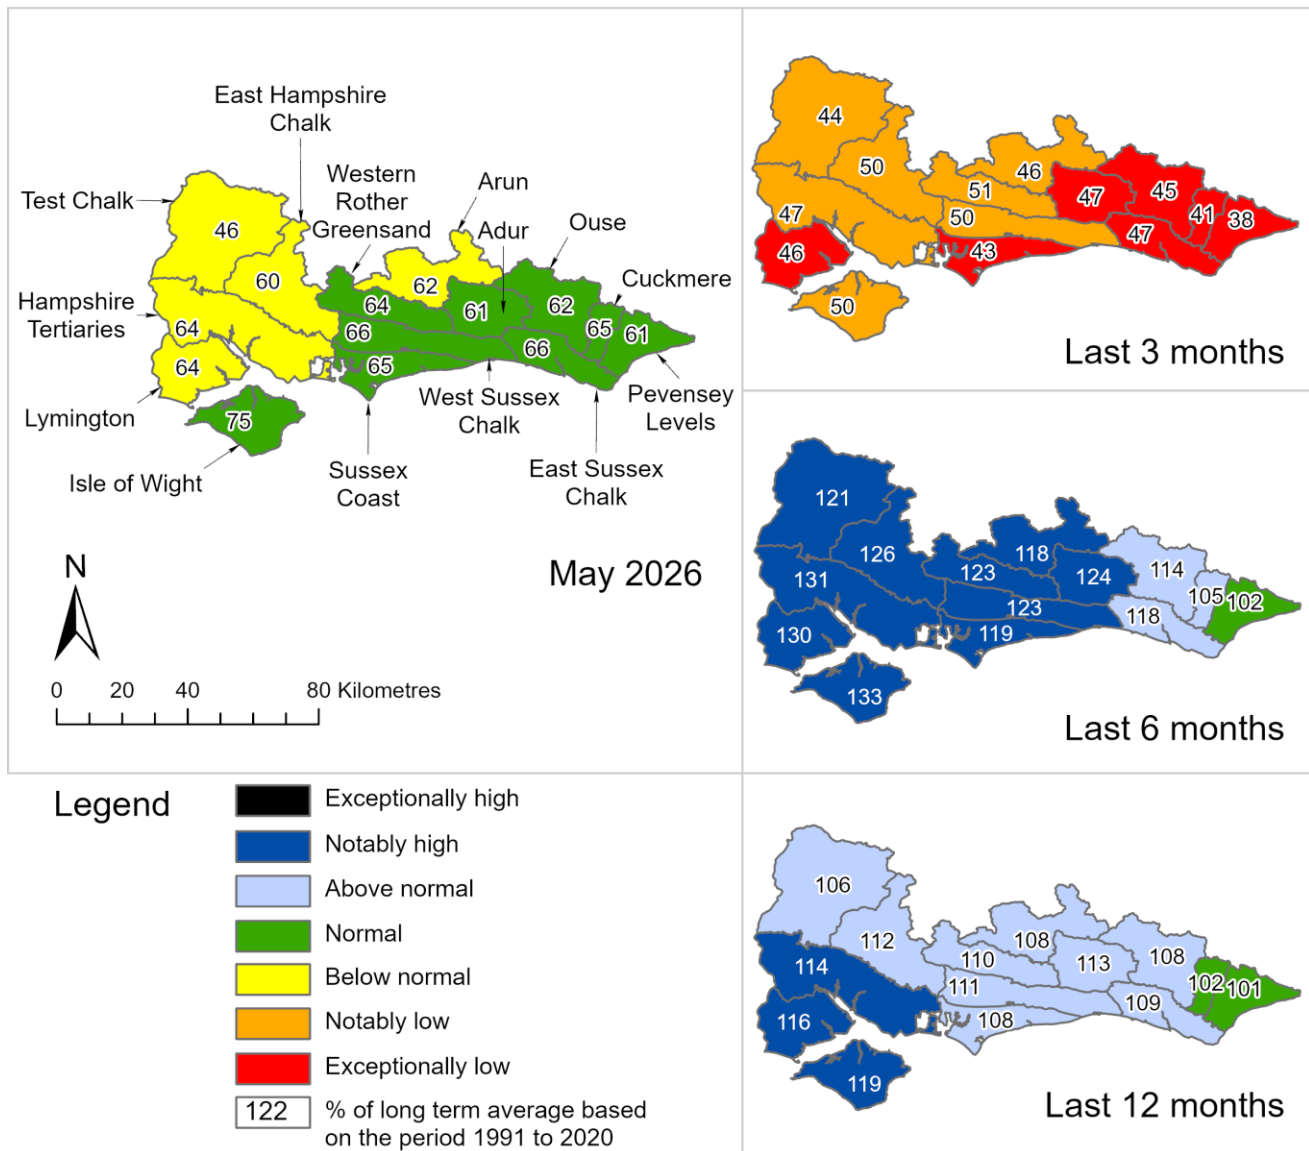 East Hampshire
Chalk
Test Chalk
Western
Rother
Greensand
Arun
Adur
Ouse
Cuckmere
Hampshire
Tertiaries
Lymington
Isle of Wight
Sussex
Coast
West Sussex
Chalk
East Sussex
Chalk
Pevensey
Levels
46
60
62
64
61
62
65
61
64
66
66
65
64
75
N
0 20 40 80 Kilometres
May 2026
44
50
46
51
47
45
41
38
47
50
47
46
43
50
Last 3 months
121
126
118
123
124
114
105
102
131
123
118
130
119
133
Last 6 months
Legend
Exceptionally high
Notably high
Above normal
Normal
Below normal
Notably low
Exceptionally low
122 % of long term average based
on the period 1991 to 2020
106
112
108
110
113
108
102
101
114
111
109
116
108
119
Last 12 months